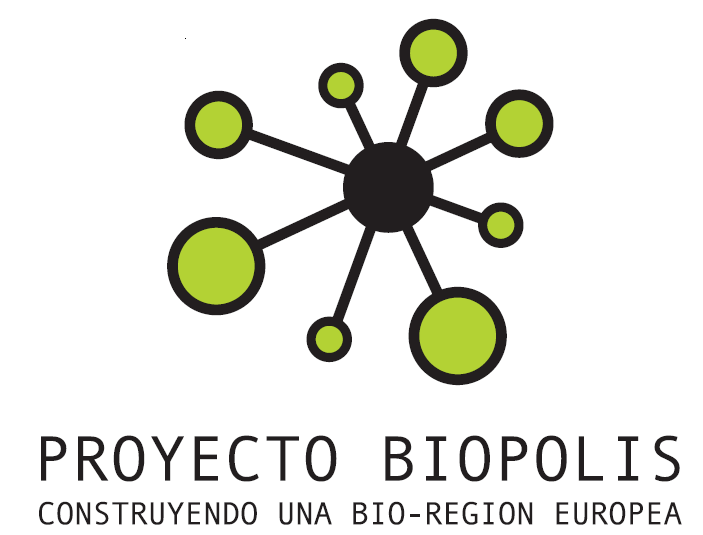 PROYECTO BIOPOLIS
CONSTRUYENDO UNA BIO-REGION EUROPEA